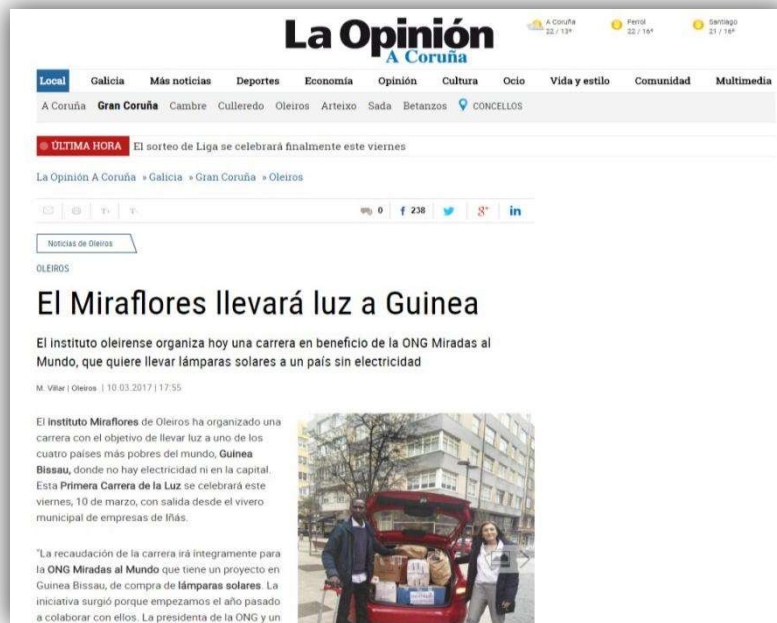 La Opinión
A Coruña
A Coruña
22 / 13º
Ferrol
22 / 16º
Santiago
21 / 16º
Local Galicia Más noticias Deportes Economía Opinión Cultura Ocio Vida y estilo Comunidad Multimedia
A Coruña Gran Coruña Cambre Culleredo Oleiros Arteixo Sada Betanzos CONCELLOS
ÚLTIMA HORA El sorteo de Liga se celebrará finalmente este viernes
La Opinión A Coruña » Galicia » Gran Coruña » Oleiros
0 f 238 g+ in
Noticias de Oleiros
OLEIROS
El Miraflores llevará luz a Guinea
El instituto oleirense organiza hoy una carrera en beneficio de la ONG Miradas al
Mundo, que quiere llevar lámparas solares a un país sin electricidad
M. Villar | Oleiros | 10.03.2017 | 17:55
El instituto Miraflores de Oleiros ha organizado una
carrera con el objetivo de llevar luz a uno de los
cuatro países más pobres del mundo, Guinea
Bissau, donde no hay electricidad ni en la capital.
Esta Primera Carrera de la Luz se celebrará este
viernes, 10 de marzo, con salida desde el vivero
municipal de empresas de Iñás.
"La recaudación de la carrera irá íntegramente para
la ONG Miradas al Mundo que tiene un proyecto en
Guinea Bissau, de compra de lámparas solares. La
iniciativa surgió porque empezamos el año pasado
a colaborar con ellos. La presidenta de la ONG y un